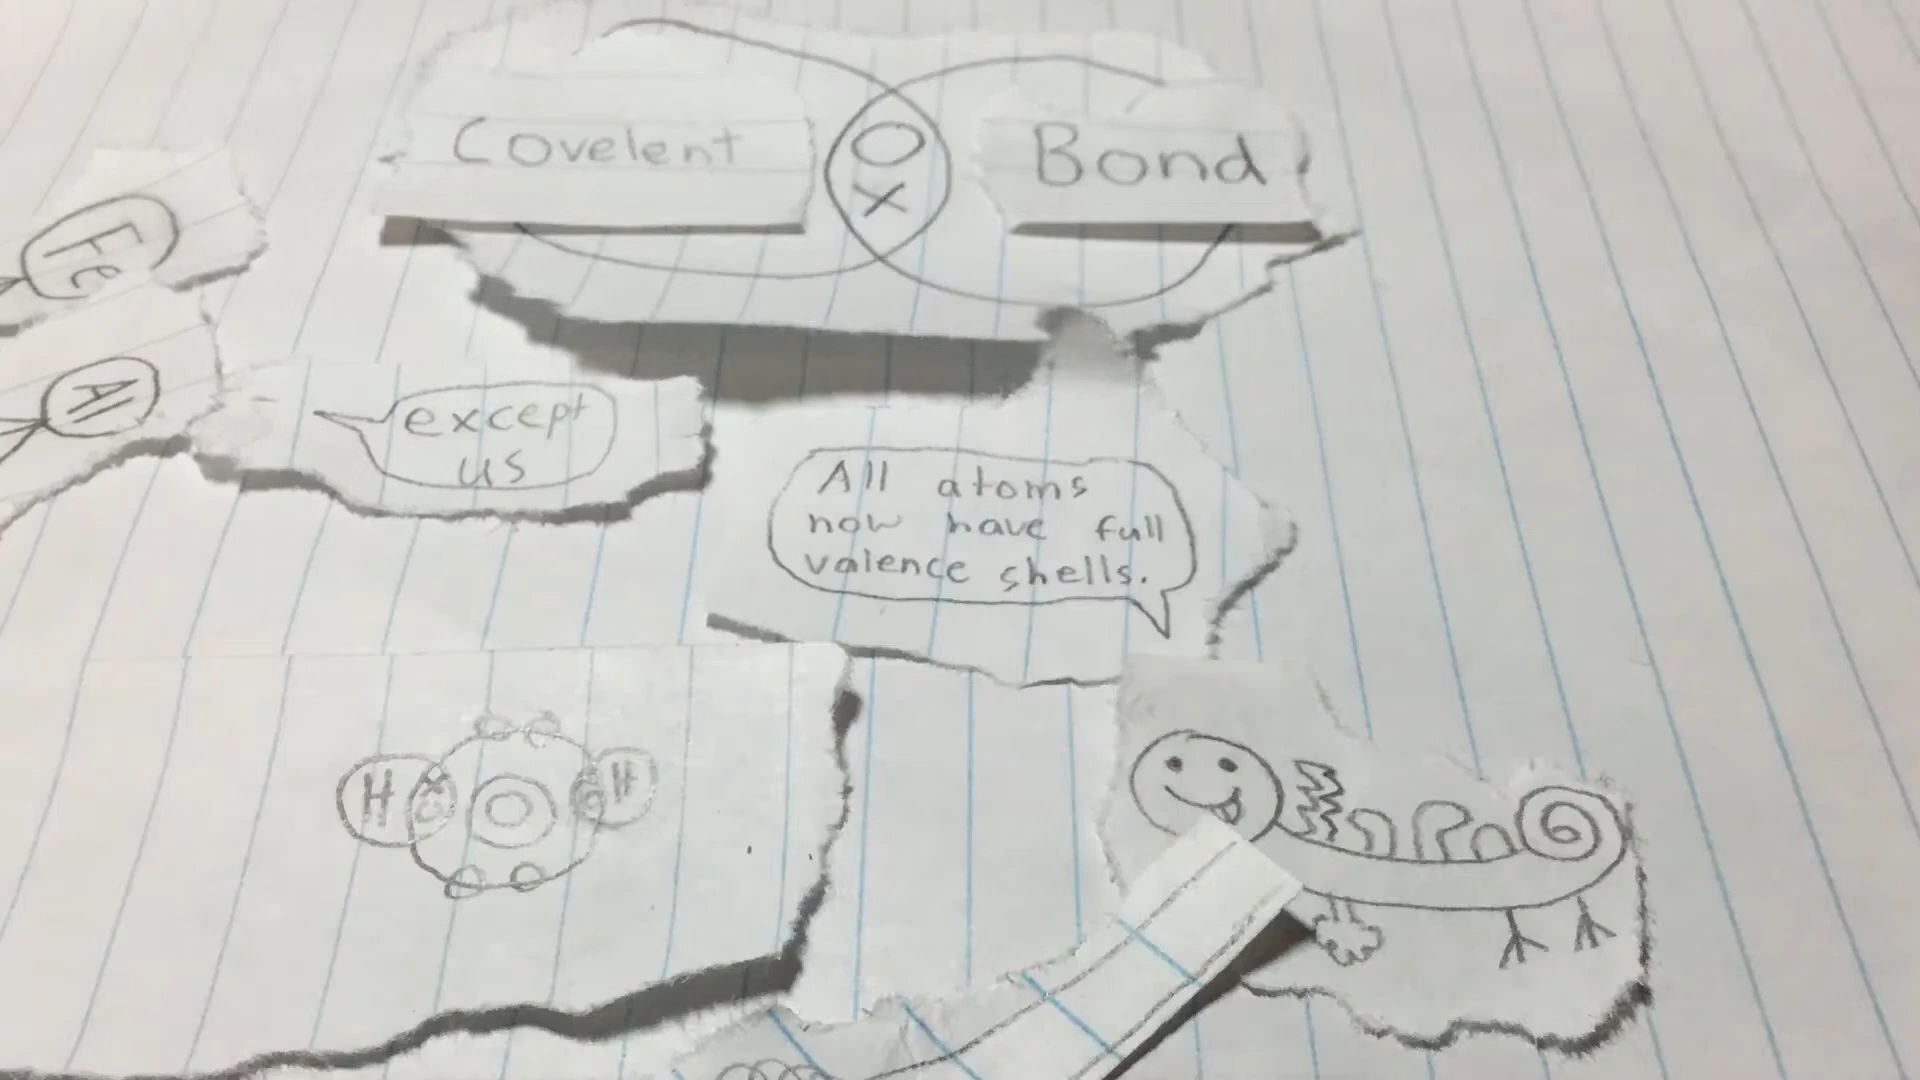 Covelent
O
X
Bond
Fe
Al
except
us
All atoms
now have full
valence shells.
H
X
O
O
O
H